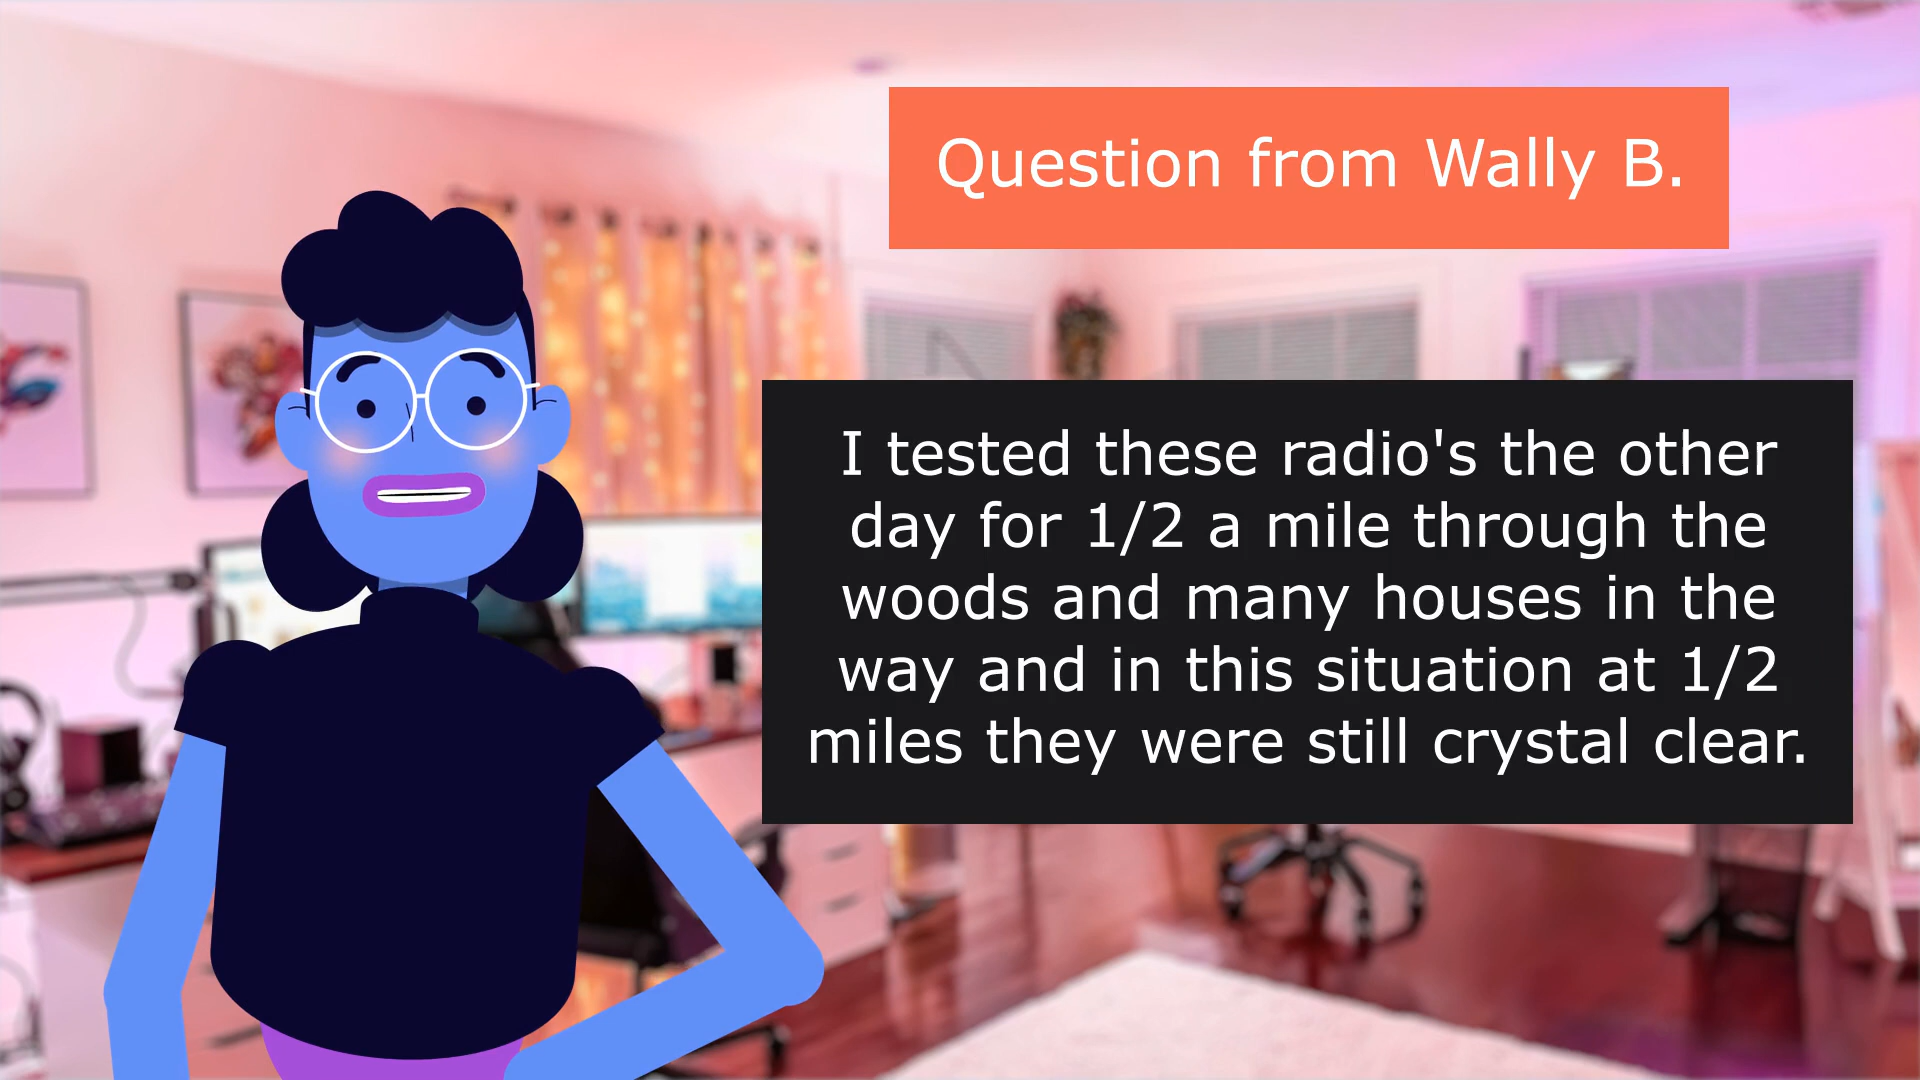 Question from Wally B.
I tested these radio's the other
day for 1/2 a mile through the
woods and many houses in the
way and in this situation at 1/2
miles they were still crystal clear.